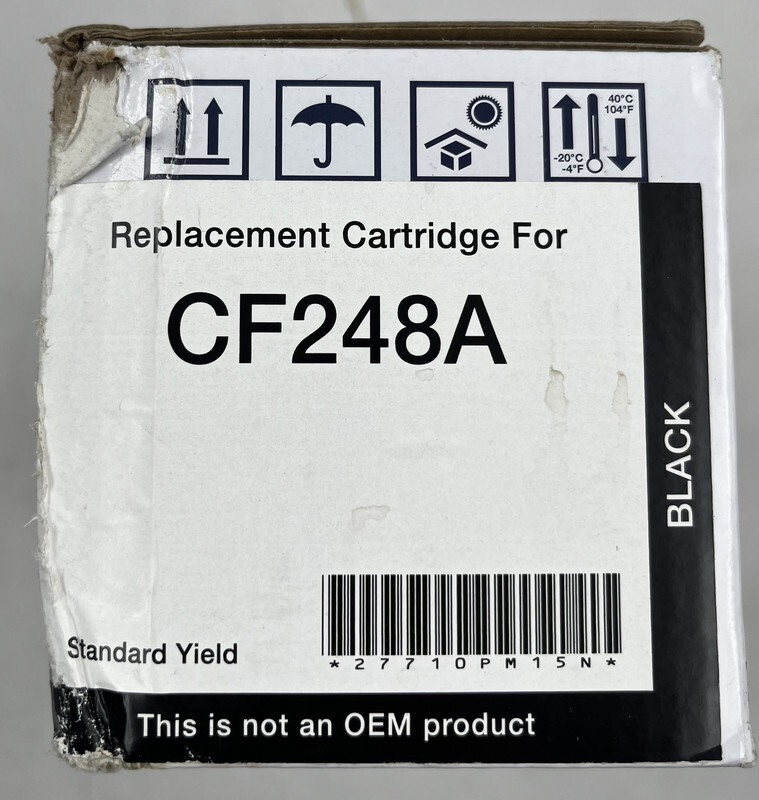 40°C
104°F
-20°C
-4°F
Replacement Cartridge For
CF248A
BLACK
*27710PM15N*
Standard Yield
This is not an OEM product